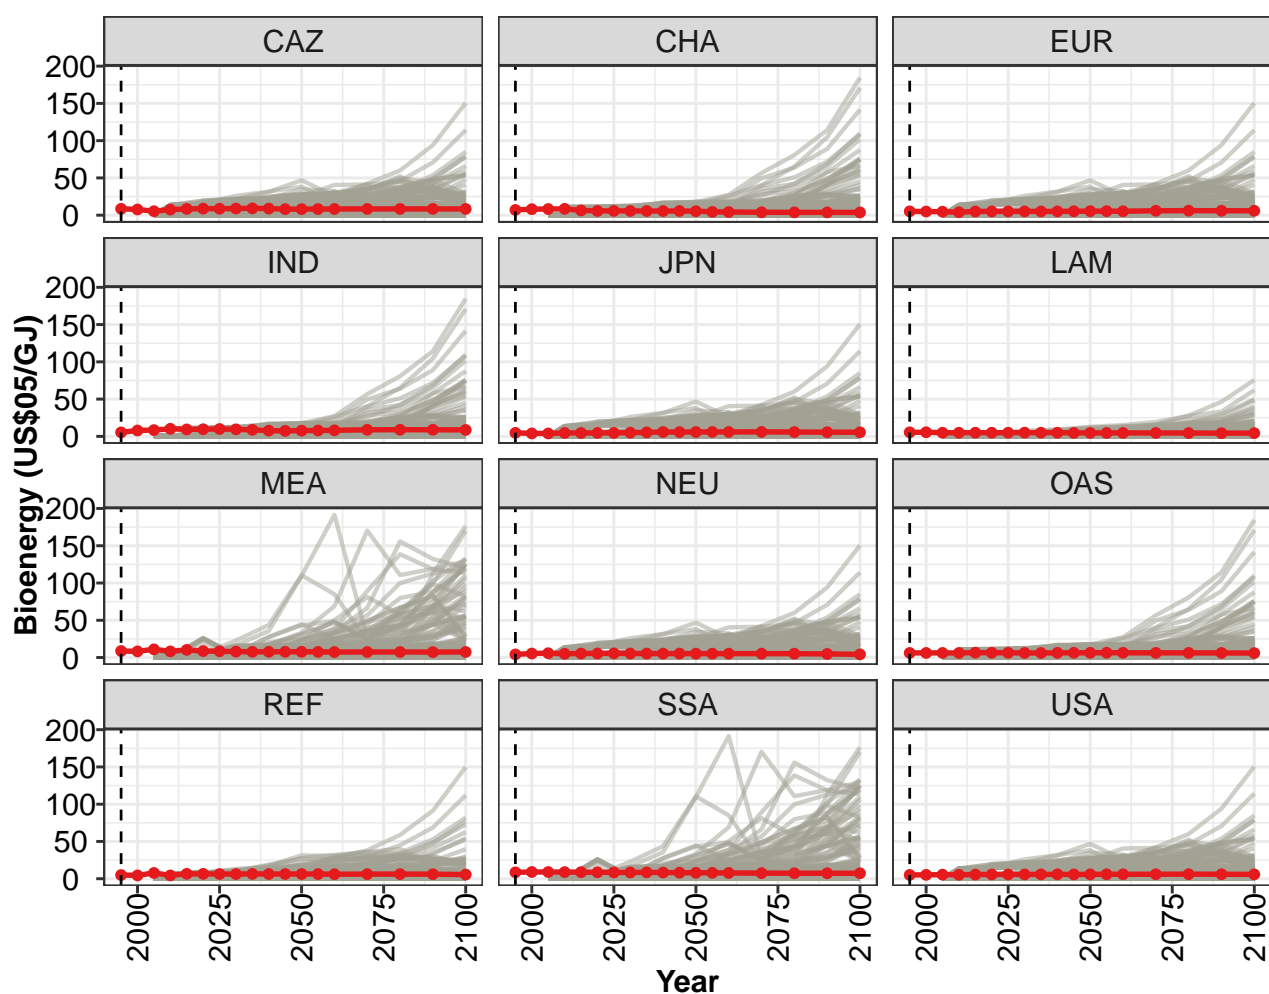 CAZ CHA EUR
200
150
100
50
0
IND JPN LAM
200
150
100
50
0
MEA NEU OAS
200
150
100
50
0
REF SSA USA
200
150
100
50
0
2000 2025 2050 2075 2100 2000 2025 2050 2075 2100 2000 2025 2050 2075 2100
Year
Bioenergy (US$05/GJ)